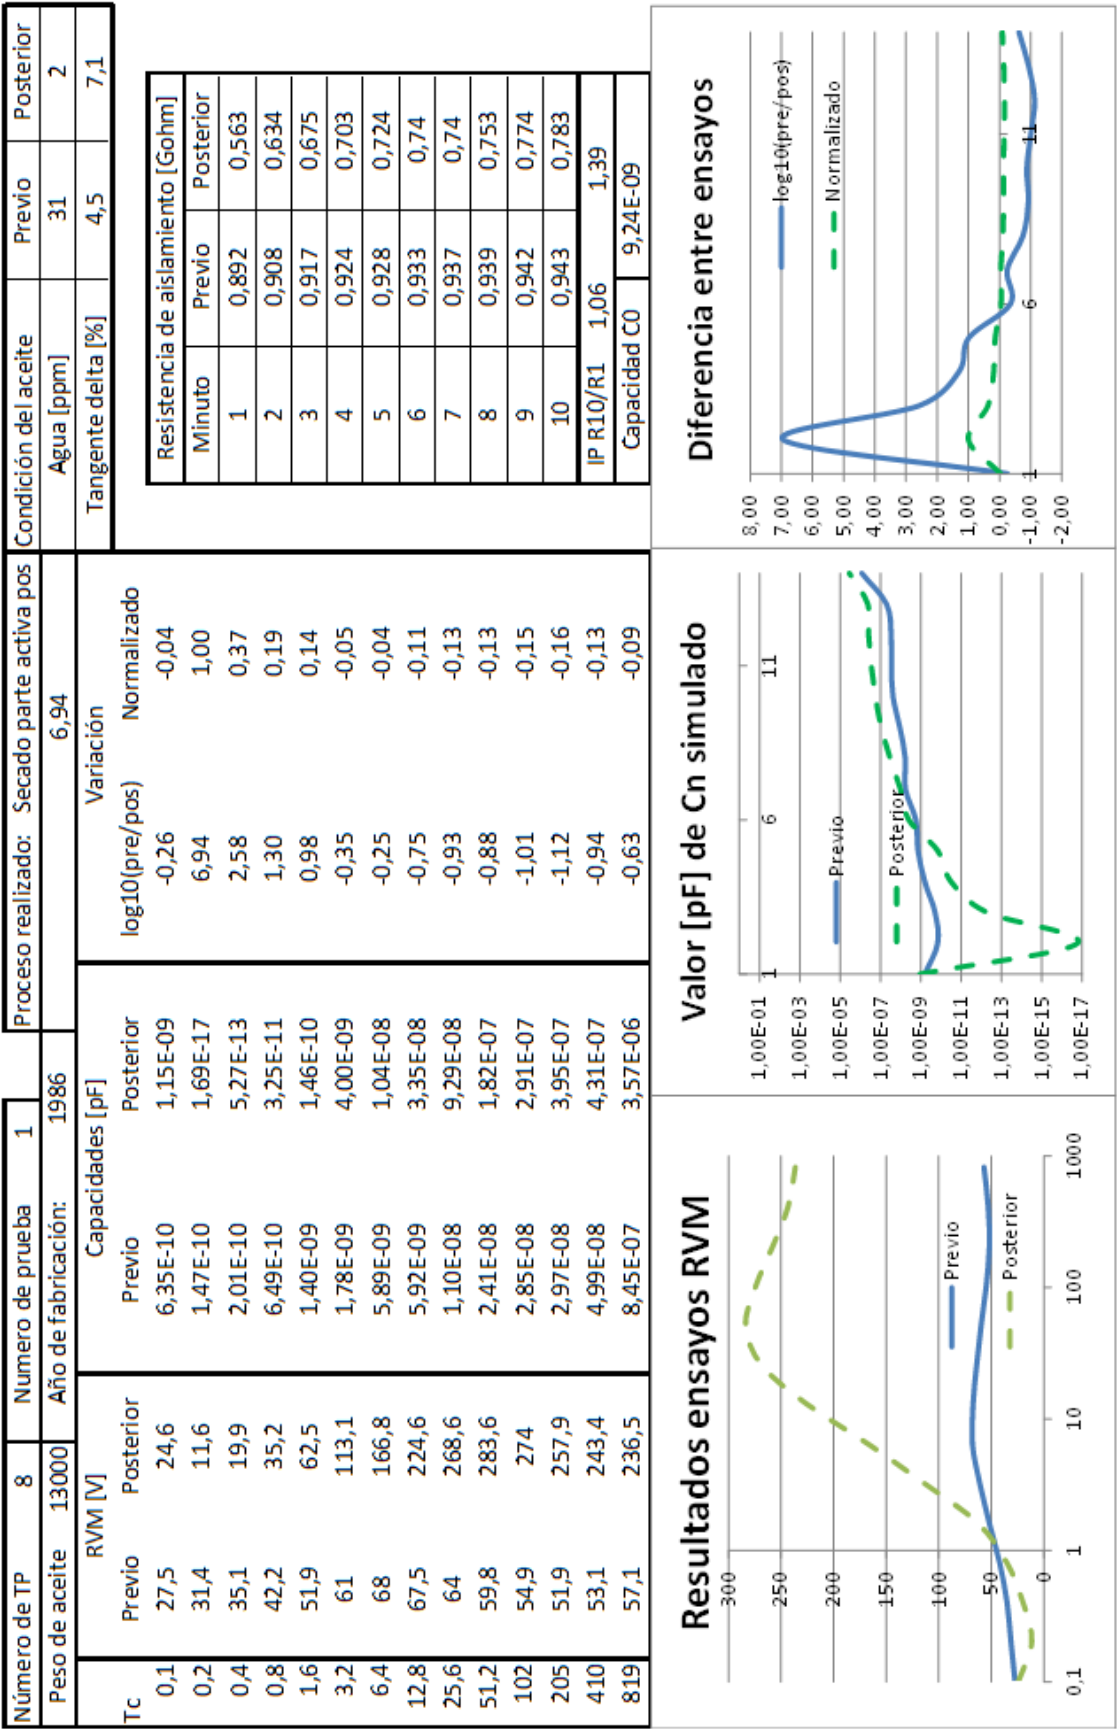 Número de TP 8 Numero de prueba 1 Proceso realizado: Secado parte activa pos Condición del aceite Previo Posterior
Peso de aceite 13000 Año de fabricación: 1986 6,94 Agua [ppm] 31 2
Tangente delta [%] 4,5 7,1
RVM [V] Capacidades [pF] Variación
Tc Previo Posterior Previo Posterior log10(pre/pos) Normalizado
0,1 27,5 24,6 6,35E-10 1,15E-09 -0,26 -0,04
0,2 31,4 11,6 1,47E-10 1,69E-17 6,94 1,00
0,4 35,1 19,9 2,01E-10 5,27E-13 2,58 0,37
0,8 42,2 35,2 6,49E-10 3,25E-11 1,30 0,19
1,6 51,9 62,5 1,40E-09 1,46E-10 0,98 0,14
3,2 61 113,1 1,78E-09 4,00E-09 -0,35 -0,05
6,4 68 166,8 5,89E-09 1,04E-08 -0,25 -0,04
12,8 67,5 224,6 5,92E-09 3,35E-08 -0,75 -0,11
25,6 64 268,6 1,10E-08 9,29E-08 -0,93 -0,13
51,2 59,8 283,6 2,41E-08 1,82E-07 -0,88 -0,13
102 54,9 274 2,85E-08 2,91E-07 -1,01 -0,15
205 51,9 257,9 2,97E-08 3,95E-07 -1,12 -0,16
410 53,1 243,4 4,99E-08 4,31E-07 -0,94 -0,13
819 57,1 236,5 8,45E-07 3,57E-06 -0,63 -0,09
Resistencia de aislamiento [Gohm]
Minuto Previo Posterior
1 0,892 0,563
2 0,908 0,634
3 0,917 0,675
4 0,924 0,703
5 0,928 0,724
6 0,933 0,74
7 0,937 0,74
8 0,939 0,753
9 0,942 0,774
10 0,943 0,783
IP R10/R1 1,06 1,39
Capacidad C0 9,24E-09
Resultados ensayos RVM
300
250
200
150
100
50
0
0,1 1 10 100 1000
Previo
Posterior
Valor [pF] de Cn simulado
1,00E-01
1,00E-03
1,00E-05
1,00E-07
1,00E-09
1,00E-11
1,00E-13
1,00E-15
1,00E-17
1 6 11
Previo
Posterior
Diferencia entre ensayos
8,00
7,00
6,00
5,00
4,00
3,00
2,00
1,00
0,00
-1,00
-2,00
1 6 11
log10(pre/pos)
Normalizado